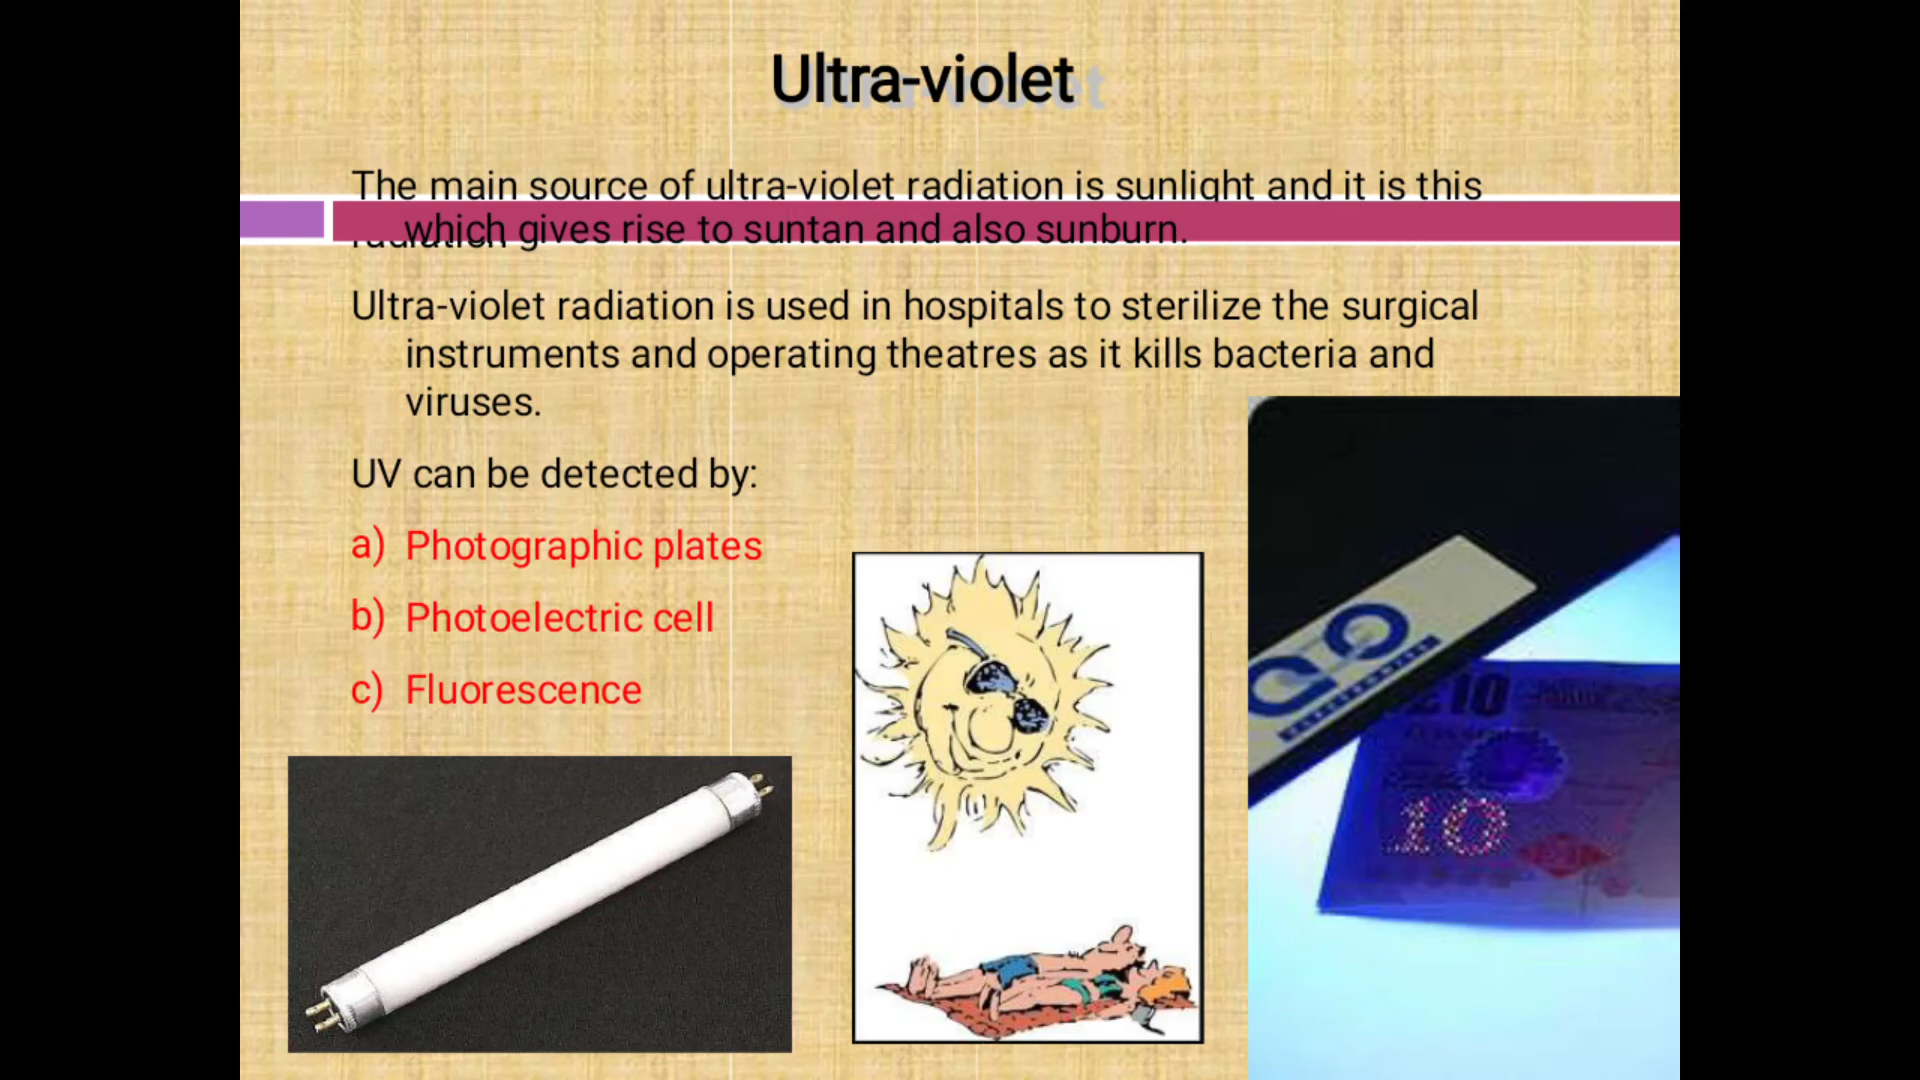 Ultra-violet
The main source of ultra-violet radiation is sunlight and it is this
radiation
which gives rise to suntan and also sunburn.
Ultra-violet radiation is used in hospitals to sterilize the surgical
instruments and operating theatres as it kills bacteria and
viruses.
UV can be detected by:
a) Photographic plates
b) Photoelectric cell
c) Fluorescence
10
10